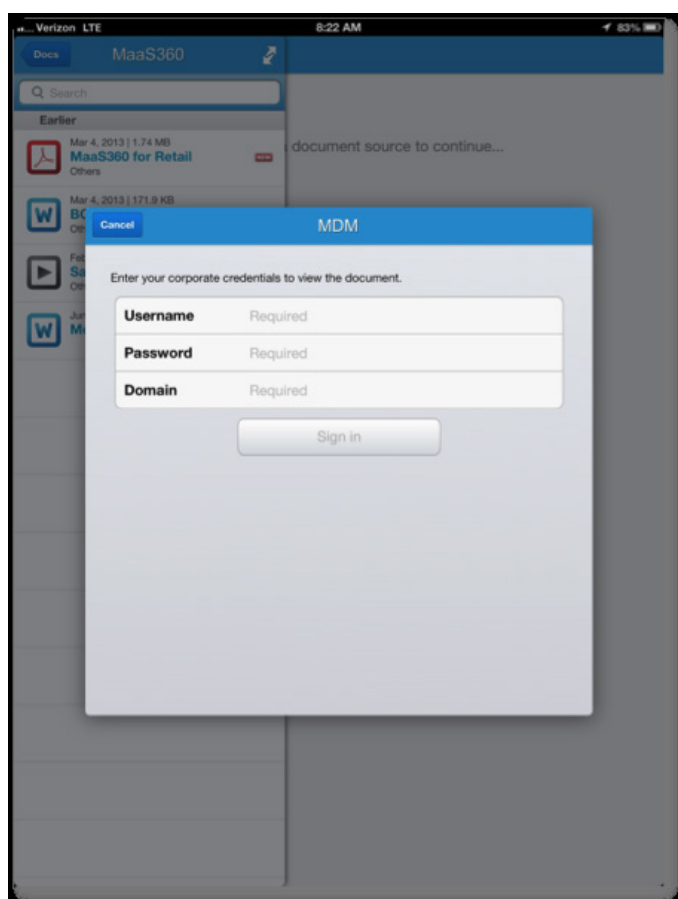 Verizon LTE 8:22 AM 83%
Docs MaaS360
Search
Earlier
Mar 4, 2013 | 1.74 MB
MaaS360 for Retail
Others
document source to continue...
Mar 4, 2013 | 171.9 KB
Cancel MDM
Enter your corporate credentials to view the document.
Username Required
Password Required
Domain Required
Sign in